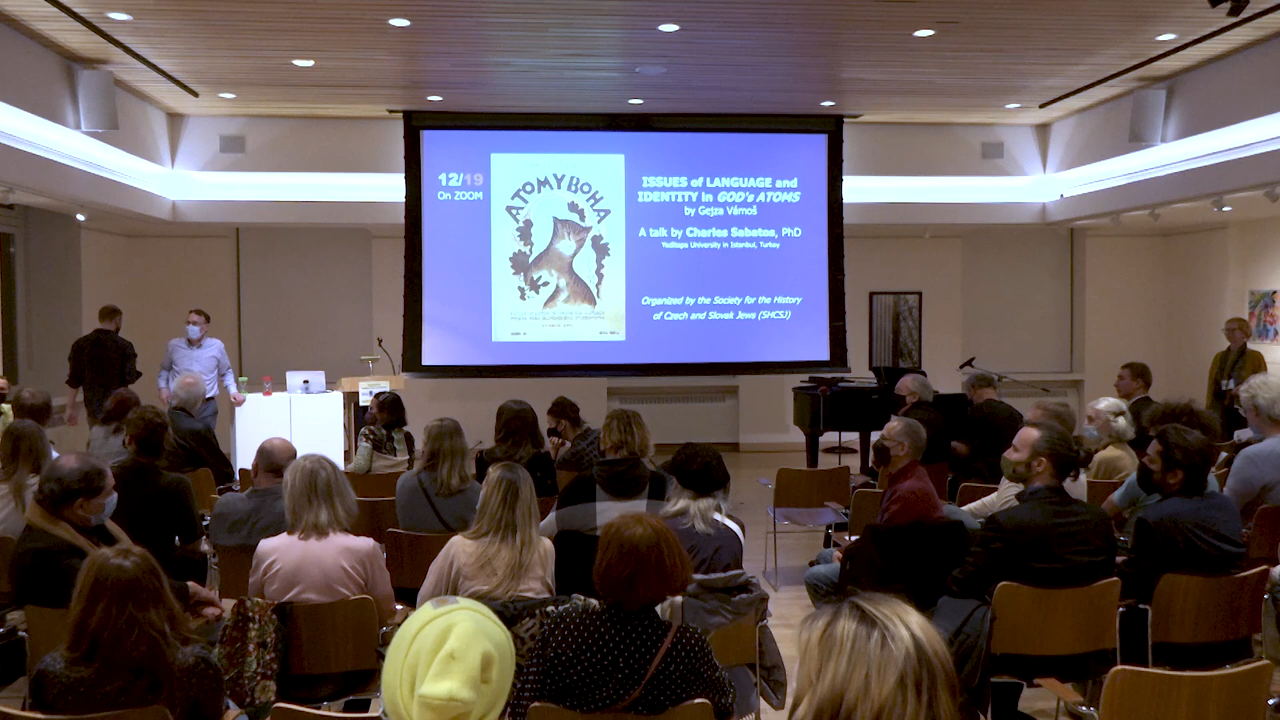 12/19
On ZOOM
ATOMY BOHA
ISSUES of LANGUAGE and
IDENTITY in GOD's ATOMS
by Gejza Vámoš
A talk by Charles Sabatos, PhD
Yeditepe University in Istanbul, Turkey
Organized by the Society for the History
of Czech and Slovak Jews (SHCSJ)